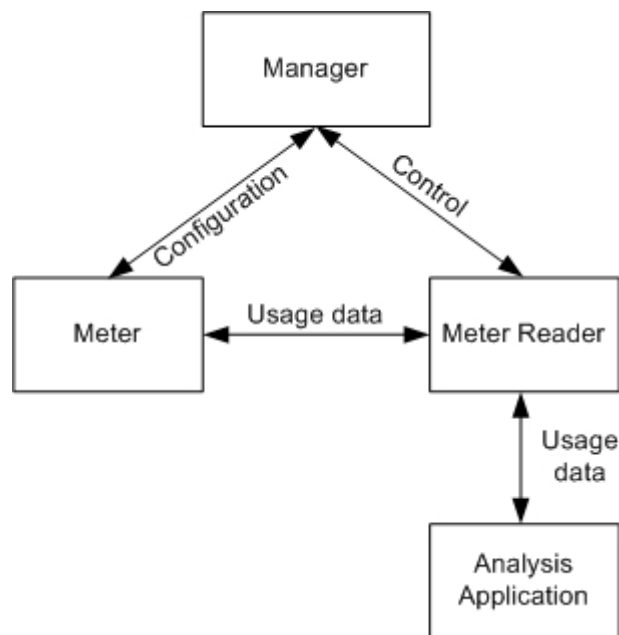 Manager
Configuration
Control
Meter
Usage data
Meter Reader
Usage
data
Analysis
Application